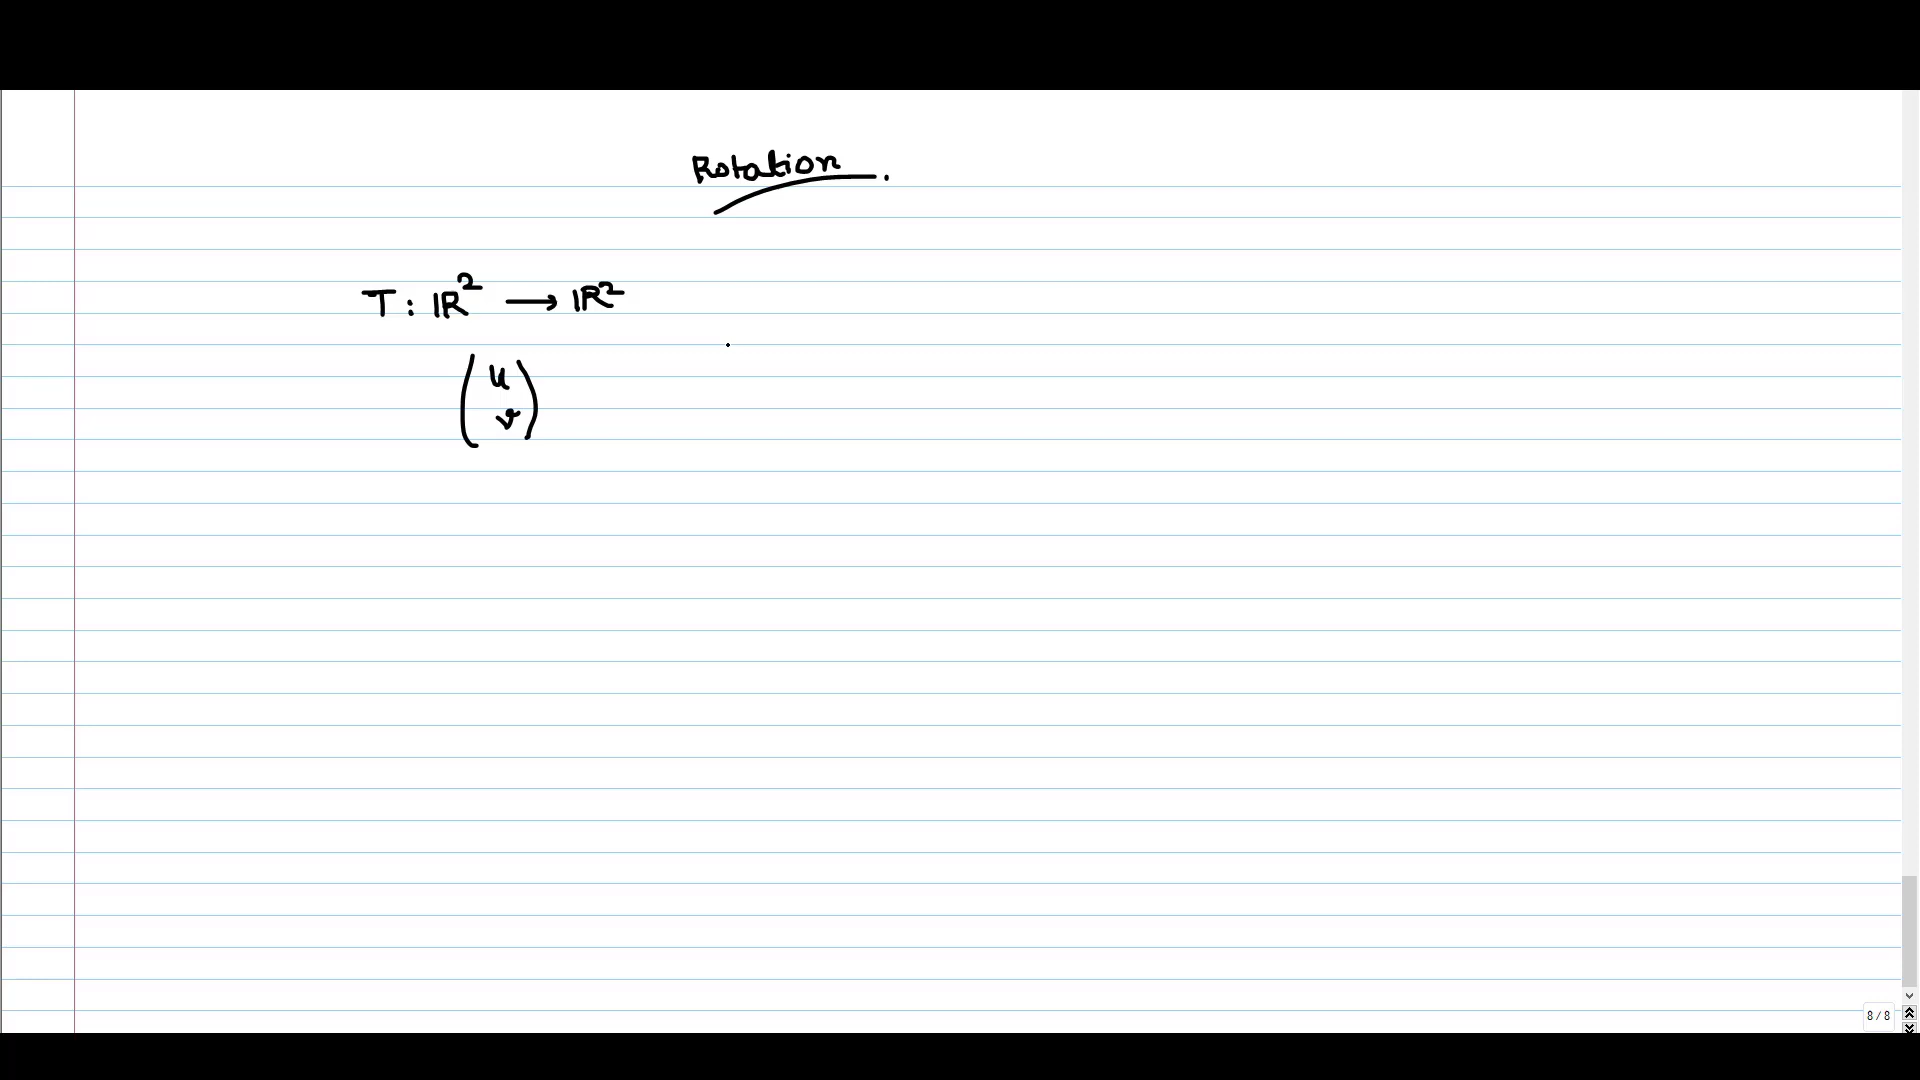 Rotation.
T: ℝ² ⟶ ℝ²
(u
v)
8 / 8